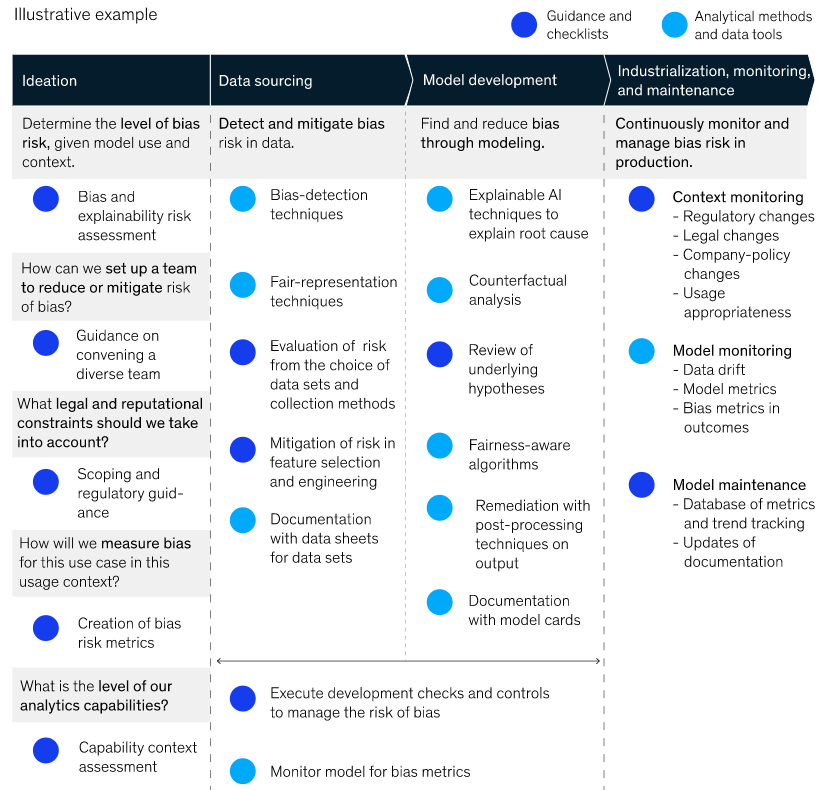 Illustrative example
Guidance and
checklists
Analytical methods
and data tools
Ideation
Data sourcing
Model development
Industrialization, monitoring,
and maintenance
Determine the level of bias
risk, given model use and
context.
Bias and
explainability risk
assessment
How can we set up a team
to reduce or mitigate risk
of bias?
Guidance on
convening a
diverse team
What legal and reputational
constraints should we take
into account?
Scoping and
regulatory guid-
ance
How will we measure bias
for this use case in this
usage context?
Creation of bias
risk metrics
What is the level of our
analytics capabilities?
Capability context
assessment
Detect and mitigate bias
risk in data.
Bias-detection
techniques
Fair-representation
techniques
Evaluation of risk
from the choice of
data sets and
collection methods
Mitigation of risk in
feature selection
and engineering
Documentation
with data sheets
for data sets
Find and reduce bias
through modeling.
Explainable AI
techniques to
explain root cause
Counterfactual
analysis
Review of
underlying
hypotheses
Fairness-aware
algorithms
Remediation with
post-processing
techniques on
output
Documentation
with model cards
Execute development checks and controls
to manage the risk of bias
Monitor model for bias metrics
Continuously monitor and
manage bias risk in
production.
Context monitoring
- Regulatory changes
- Legal changes
- Company-policy
changes
- Usage
appropriateness
Model monitoring
- Data drift
- Model metrics
- Bias metrics in
outcomes
Model maintenance
- Database of metrics
and trend tracking
- Updates of
documentation